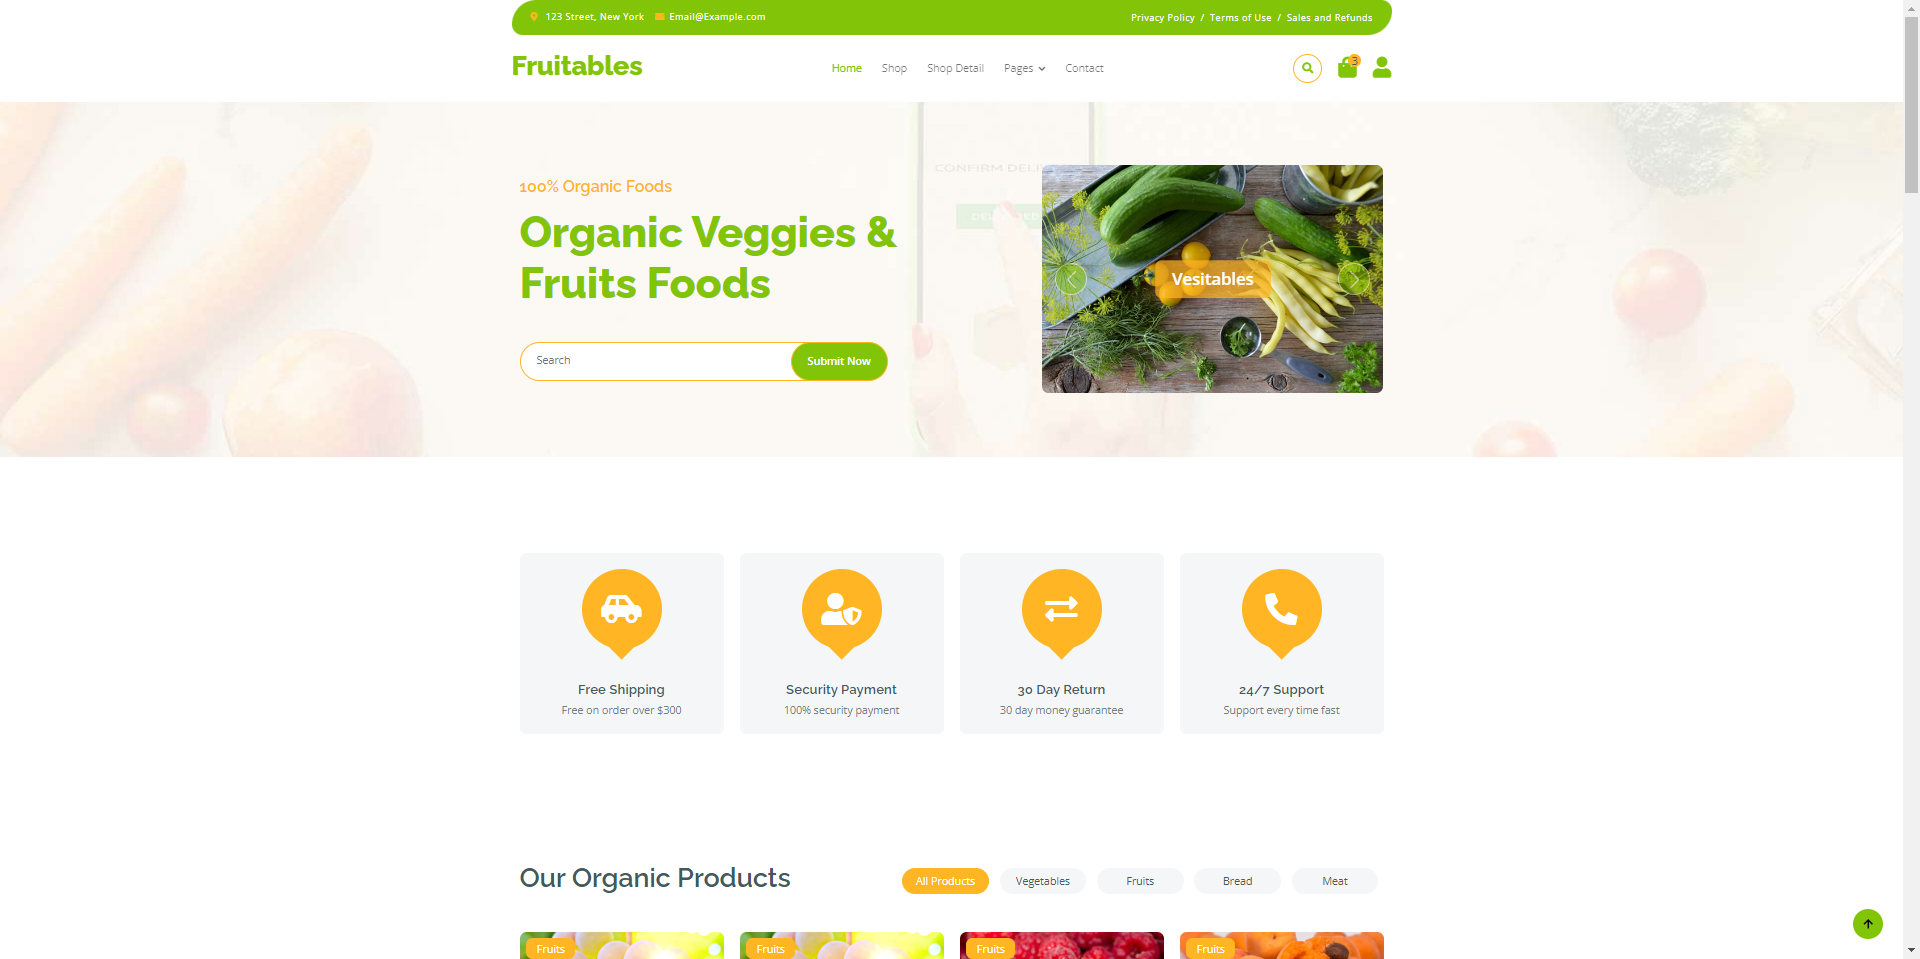 123 Street, New York Email@Example.com
Privacy Policy / Terms of Use / Sales and Refunds
Fruitables
Home Shop Shop Detail Pages Contact
3
CONFIRM DELI
100% Organic Foods
Organic Veggies &
Fruits Foods
Vesitables
Search Submit Now
Free Shipping
Free on order over $300
Security Payment
100% security payment
30 Day Return
30 day money guarantee
24/7 Support
Support every time fast
Our Organic Products
All Products Vegetables Fruits Bread Meat
Fruits Fruits Fruits Fruits